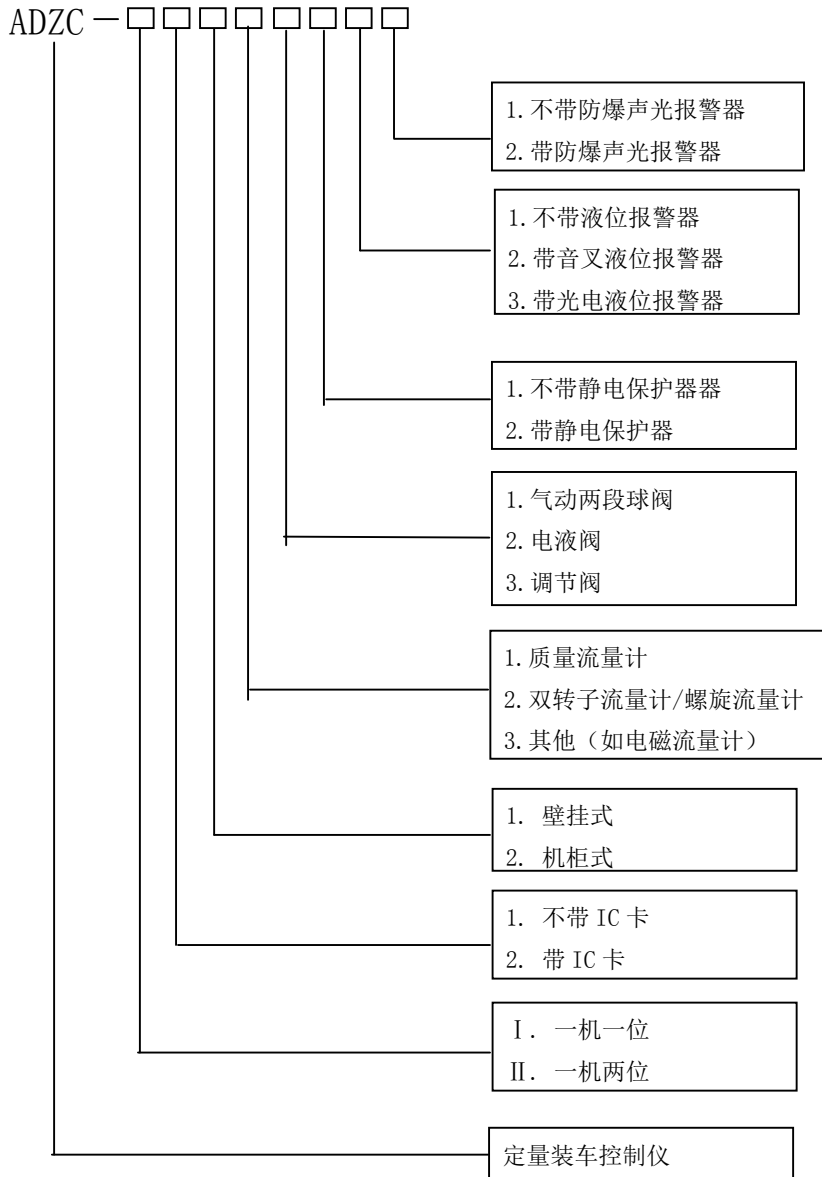 ADZC－□□□□□□□□
1.不带防爆声光报警器
2.带防爆声光报警器
1.不带液位报警器
2.带音叉液位报警器
3.带光电液位报警器
1.不带静电保护器器
2.带静电保护器
1.气动两段球阀
2.电液阀
3.调节阀
1.质量流量计
2.双转子流量计/螺旋流量计
3.其他（如电磁流量计）
1. 壁挂式
2. 机柜式
1. 不带 IC 卡
2. 带 IC 卡
Ⅰ. 一机一位
Ⅱ. 一机两位
定量装车控制仪